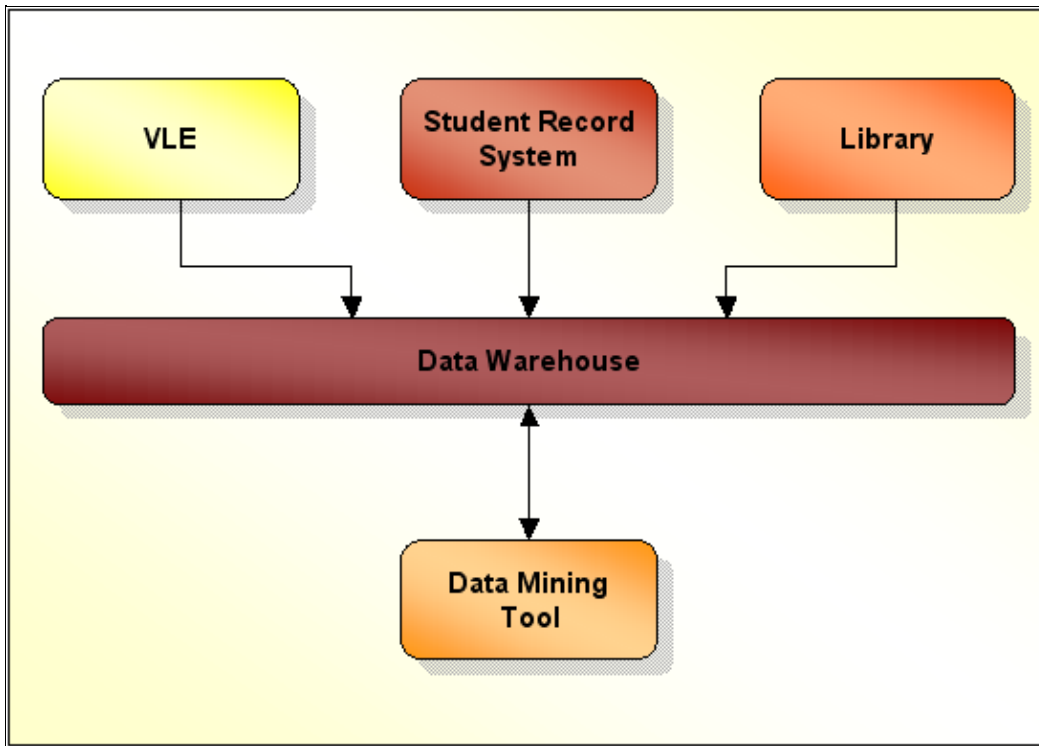 VLE
Student Record
System
Library
Data Warehouse
Data Mining
Tool